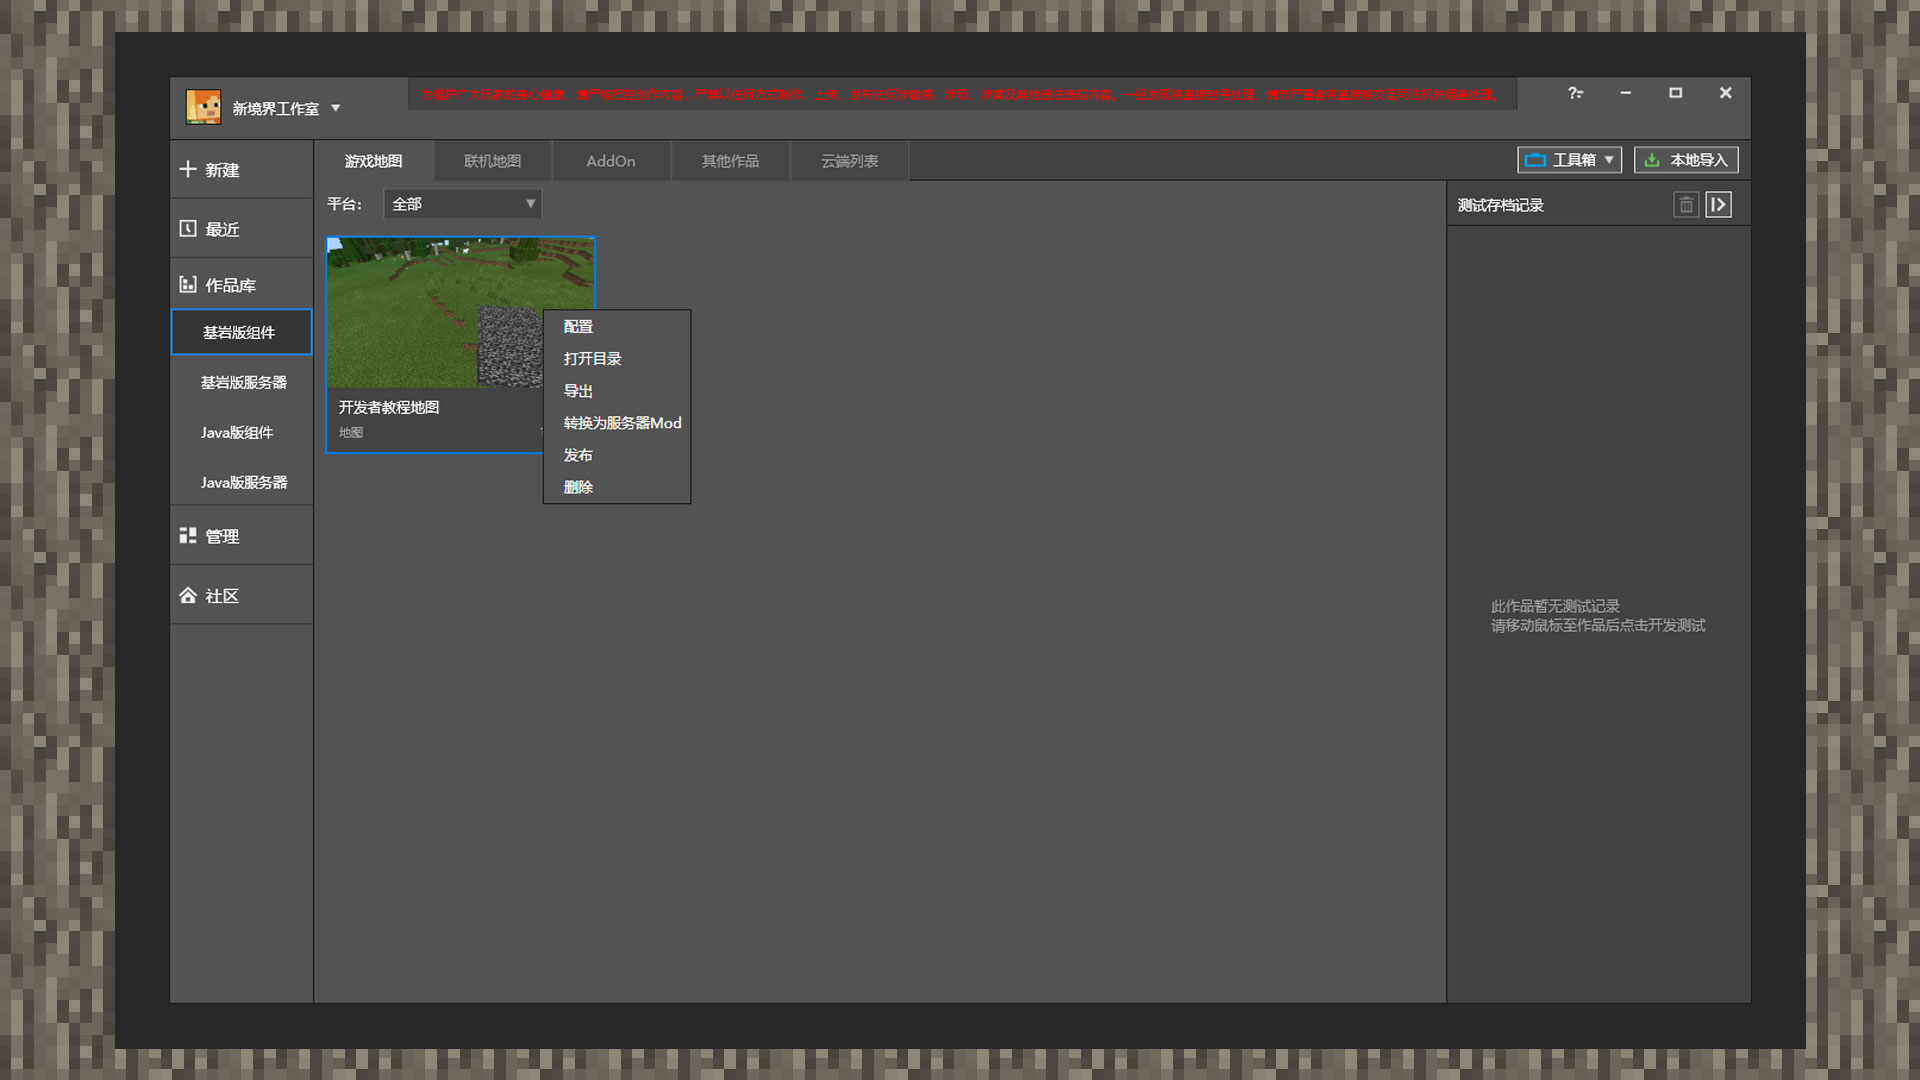 新境界工作室
为维护广大玩家的身心健康，请严格把控创作内容。严禁以任何方式制作、上传、发布任何涉敏感、涉恐、涉黄及其他违法违规内容。一经发现将直接封号处理，情节严重者将直接移交至司法机关随案处理。
新建
最近
作品库
基岩版组件
基岩版服务器
Java版组件
Java版服务器
管理
社区
游戏地图
联机地图
AddOn
其他作品
云端列表
工具箱
本地导入
平台：
全部
开发者教程地图
地图
配置
打开目录
导出
转换为服务器Mod
发布
删除
测试存档记录
此作品暂无测试记录
请移动鼠标至作品后点击开发测试